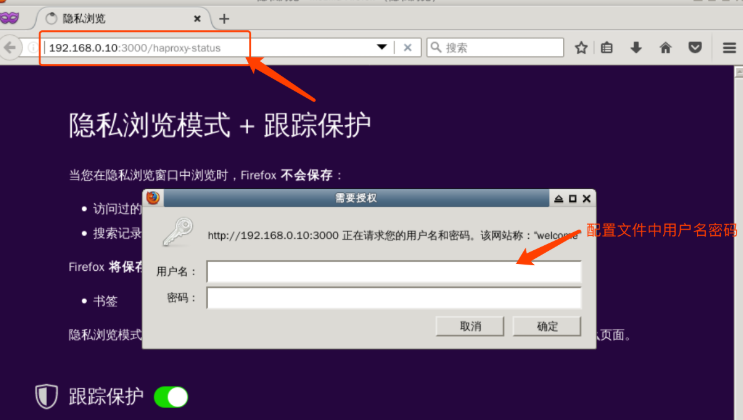 隐私浏览
192.168.0.10:3000/haproxy-status
搜索
隐私浏览模式 + 跟踪保护
当您在隐私浏览窗口中浏览时，Firefox 不会保存：
访问过的
搜索记录
Firefox 将保存
书签
隐私浏览模式
页面。
需要授权
http://192.168.0.10:3000 正在请求您的用户名和密码。该网站称："welcome
配置文件中用户名密码
用户名：
密码：
取消
确定
跟踪保护